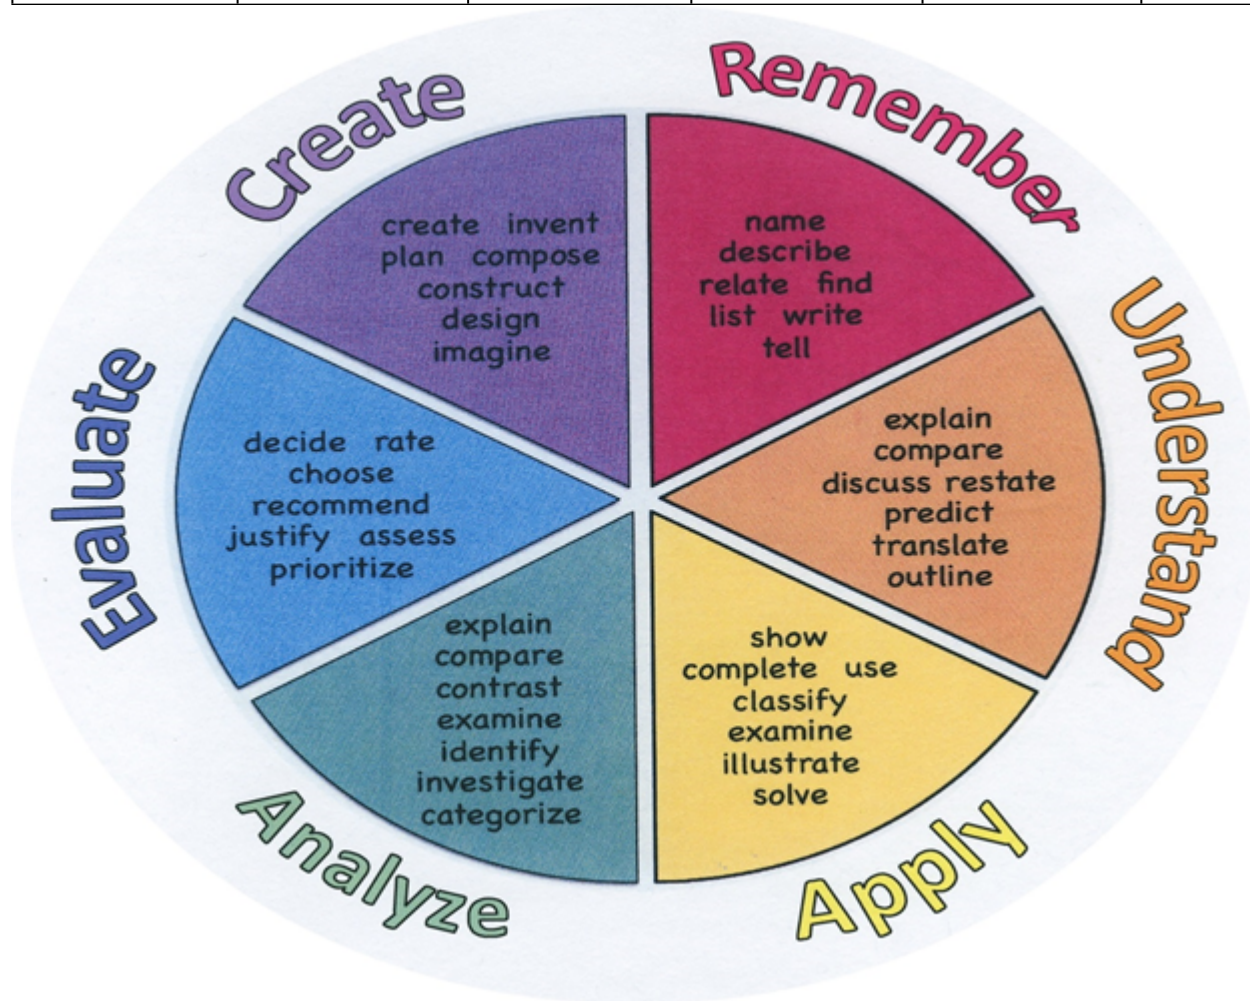 Remember
name
describe
relate find
list write
tell
Understand
explain
compare
discuss restate
predict
translate
outline
Apply
show
complete use
classify
examine
illustrate
solve
Analyze
explain
compare
contrast
examine
identify
investigate
categorize
Evaluate
decide rate
choose
recommend
justify assess
prioritize
Create
create invent
plan compose
construct
design
imagine